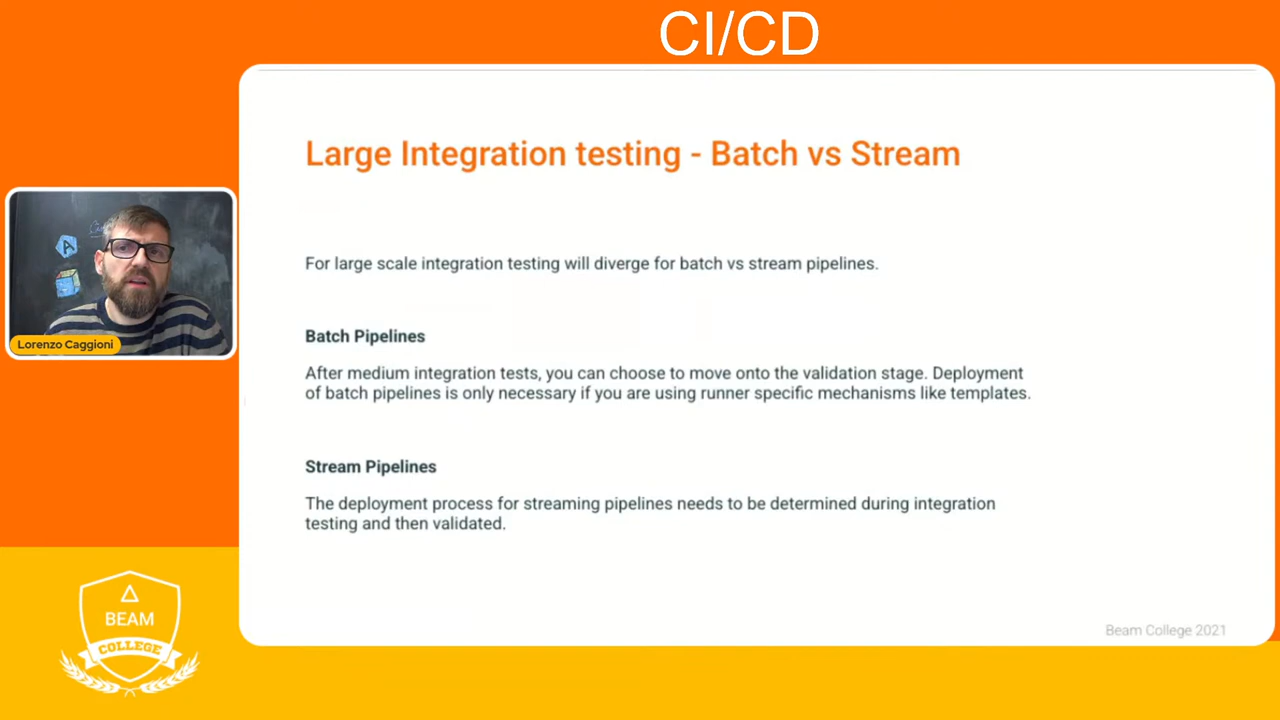 CI/CD
Large Integration testing - Batch vs Stream
For large scale integration testing will diverge for batch vs stream pipelines.
Batch Pipelines
After medium integration tests, you can choose to move onto the validation stage. Deployment
of batch pipelines is only necessary if you are using runner specific mechanisms like templates.
Stream Pipelines
The deployment process for streaming pipelines needs to be determined during integration
testing and then validated.
Beam College 2021
A
Lorenzo Caggioni
BEAM
COLLEGE